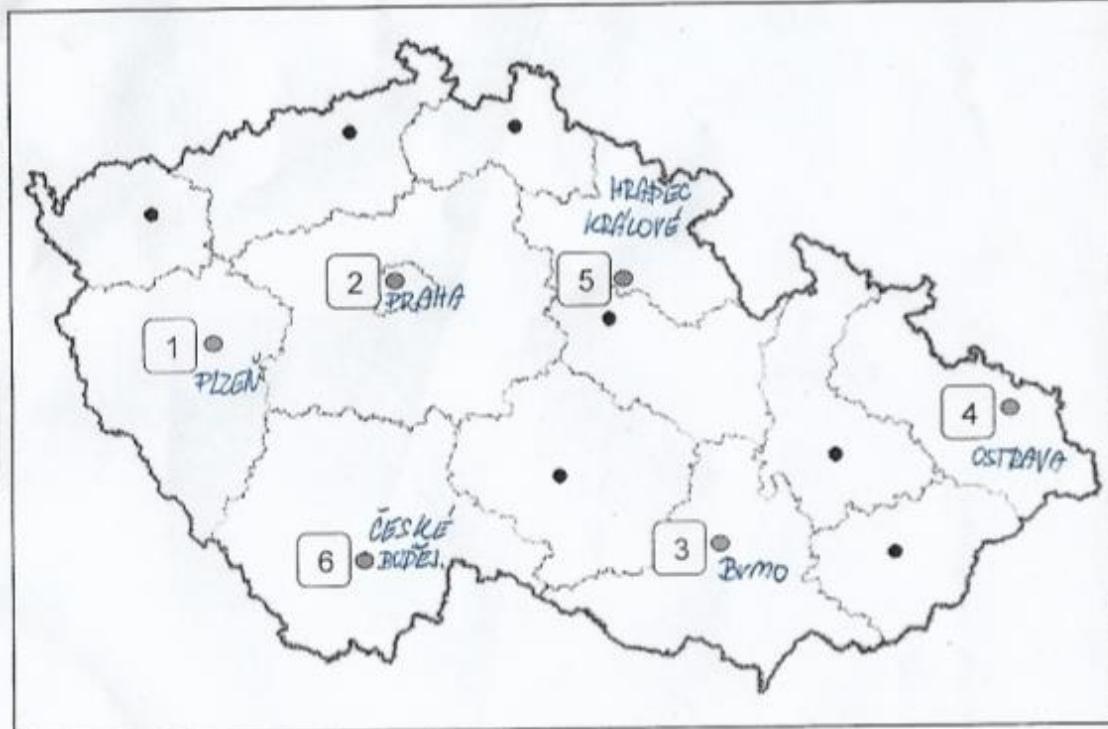 HRADEC
KRÁLOVÉ
2
PRAHA
5
1
PLZEŇ
4
OSTRAVA
6
ČESKÉ
BUDĚJ.
3
Brno